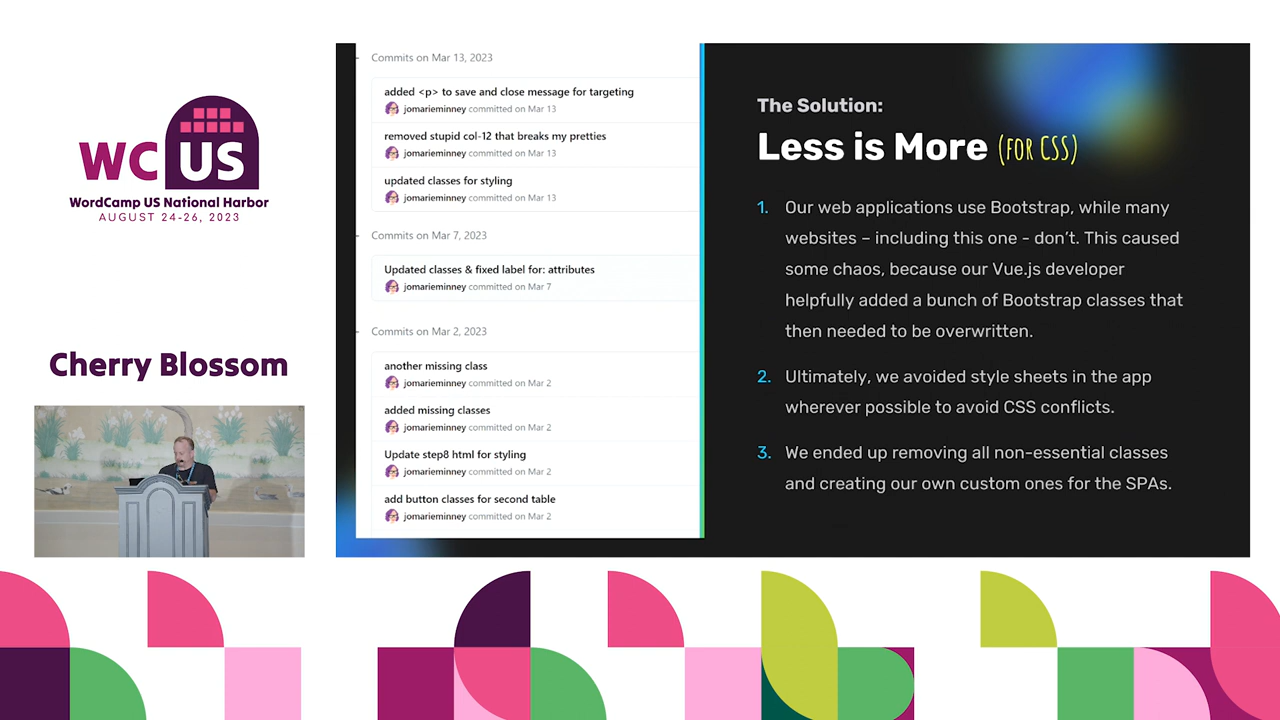 WC US
WordCamp US National Harbor
AUGUST 24-26, 2023
Cherry Blossom
Commits on Mar 13, 2023
added <p> to save and close message for targeting
jomarieminney committed on Mar 13
removed stupid col-12 that breaks my pretties
jomarieminney committed on Mar 13
updated classes for styling
jomarieminney committed on Mar 13
Commits on Mar 7, 2023
Updated classes & fixed label for: attributes
jomarieminney committed on Mar 7
Commits on Mar 2, 2023
another missing class
jomarieminney committed on Mar 2
added missing classes
jomarieminney committed on Mar 2
Update step8 html for styling
jomarieminney committed on Mar 2
add button classes for second table
jomarieminney committed on Mar 2
The Solution:
Less is More (FOR CSS)
1. Our web applications use Bootstrap, while many
websites – including this one - don’t. This caused
some chaos, because our Vue.js developer
helpfully added a bunch of Bootstrap classes that
then needed to be overwritten.
2. Ultimately, we avoided style sheets in the app
wherever possible to avoid CSS conflicts.
3. We ended up removing all non-essential classes
and creating our own custom ones for the SPAs.